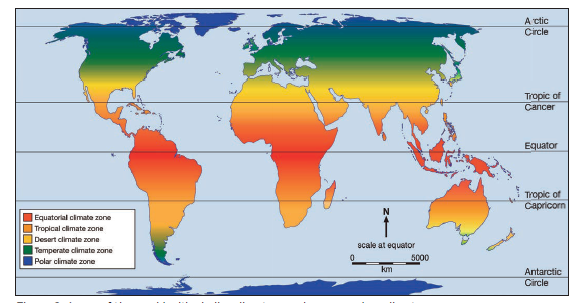 Arctic
Circle
Tropic of
Cancer
Equator
Tropic of
Capricorn
N
scale at equator
0 5000
km
Equatorial climate zone
Tropical climate zone
Desert climate zone
Temperate climate zone
Polar climate zone
Antarctic
Circle